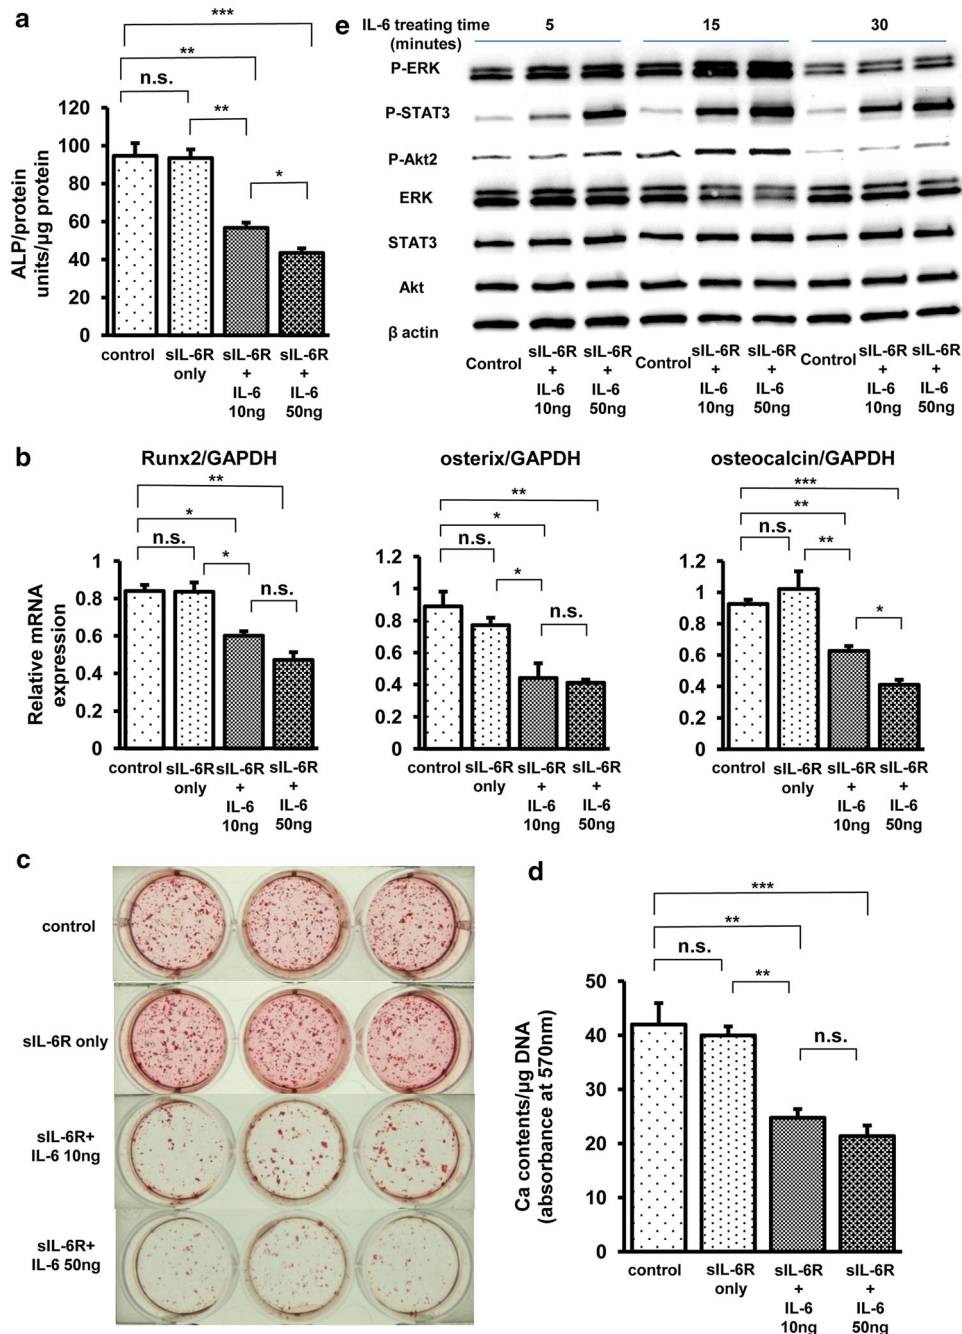 a
***
**
n.s.
**
*
120
100
80
60
40
20
0
ALP/protein
units/µg protein
control
sIL-6R
only
sIL-6R
+
IL-6
10ng
sIL-6R
+
IL-6
50ng
e
IL-6 treating time
(minutes)
5
15
30
P-ERK
P-STAT3
P-Akt2
ERK
STAT3
Akt
β actin
Control
sIL-6R
+
IL-6
10ng
sIL-6R
+
IL-6
50ng
Control
sIL-6R
+
IL-6
10ng
sIL-6R
+
IL-6
50ng
Control
sIL-6R
+
IL-6
10ng
sIL-6R
+
IL-6
50ng
b
Runx2/GAPDH
**
*
n.s.
*
n.s.
1
0.8
0.6
0.4
0.2
0
Relative mRNA
expression
control
sIL-6R
only
sIL-6R
+
IL-6
10ng
sIL-6R
+
IL-6
50ng
osterix/GAPDH
**
*
n.s.
*
n.s.
1.2
1
0.8
0.6
0.4
0.2
0
control
sIL-6R
only
sIL-6R
+
IL-6
10ng
sIL-6R
+
IL-6
50ng
osteocalcin/GAPDH
***
**
n.s.
**
*
1.2
1
0.8
0.6
0.4
0.2
0
control
sIL-6R
only
sIL-6R
+
IL-6
10ng
sIL-6R
+
IL-6
50ng
c
control
sIL-6R only
sIL-6R+
IL-6 10ng
sIL-6R+
IL-6 50ng
d
***
**
n.s.
**
n.s.
50
40
30
20
10
0
Ca contents/µg DNA
(absorbance at 570nm)
control
sIL-6R
only
sIL-6R
+
IL-6
10ng
sIL-6R
+
IL-6
50ng